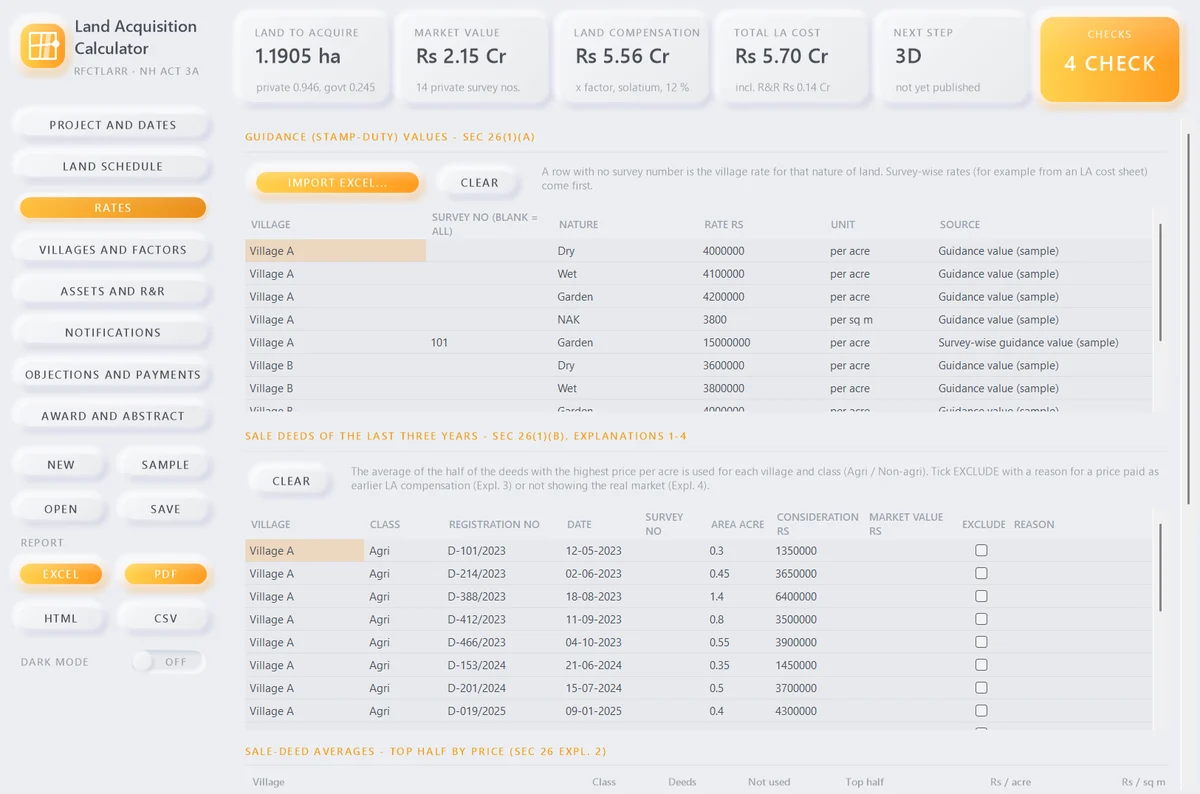 Land Acquisition
Calculator
RFCTLARR · NH ACT 3A
LAND TO ACQUIRE
1.1905 ha
private 0.946, govt 0.245
MARKET VALUE
Rs 2.15 Cr
14 private survey nos.
LAND COMPENSATION
Rs 5.56 Cr
x factor, solatium, 12 %
TOTAL LA COST
Rs 5.70 Cr
incl. R&R Rs 0.14 Cr
NEXT STEP
3D
not yet published
CHECKS
4 CHECK
PROJECT AND DATES
LAND SCHEDULE
RATES
VILLAGES AND FACTORS
ASSETS AND R&R
NOTIFICATIONS
OBJECTIONS AND PAYMENTS
AWARD AND ABSTRACT
NEW SAMPLE
OPEN SAVE
REPORT
EXCEL PDF
HTML CSV
DARK MODE OFF
GUIDANCE (STAMP-DUTY) VALUES - SEC 26(1)(A)
IMPORT EXCEL... CLEAR
A row with no survey number is the village rate for that nature of land. Survey-wise rates (for example from an LA cost sheet)
come first.
VILLAGE SURVEY NO (BLANK = ALL) NATURE RATE RS UNIT SOURCE
Village A Dry 4000000 per acre Guidance value (sample)
Village A Wet 4100000 per acre Guidance value (sample)
Village A Garden 4200000 per acre Guidance value (sample)
Village A NAK 3800 per sq m Guidance value (sample)
Village A 101 Garden 15000000 per acre Survey-wise guidance value (sample)
Village B Dry 3600000 per acre Guidance value (sample)
Village B Wet 3800000 per acre Guidance value (sample)
Village B Garden 4000000 per acre Guidance value (sample)
SALE DEEDS OF THE LAST THREE YEARS - SEC 26(1)(B), EXPLANATIONS 1-4
CLEAR
The average of the half of the deeds with the highest price per acre is used for each village and class (Agri / Non-agri). Tick EXCLUDE with a reason for a price paid as
earlier LA compensation (Expl. 3) or not showing the real market (Expl. 4).
VILLAGE CLASS REGISTRATION NO DATE SURVEY NO AREA ACRE CONSIDERATION RS MARKET VALUE RS EXCLUDE REASON
Village A Agri D-101/2023 12-05-2023 0.3 1350000
Village A Agri D-214/2023 02-06-2023 0.45 3650000
Village A Agri D-388/2023 18-08-2023 1.4 6400000
Village A Agri D-412/2023 11-09-2023 0.8 3500000
Village A Agri D-466/2023 04-10-2023 0.55 3900000
Village A Agri D-153/2024 21-06-2024 0.35 1450000
Village A Agri D-201/2024 15-07-2024 0.5 3700000
Village A Agri D-019/2025 09-01-2025 0.4 4300000
SALE-DEED AVERAGES - TOP HALF BY PRICE (SEC 26 EXPL. 2)
Village Class Deeds Not used Top half Rs / acre Rs / sq m